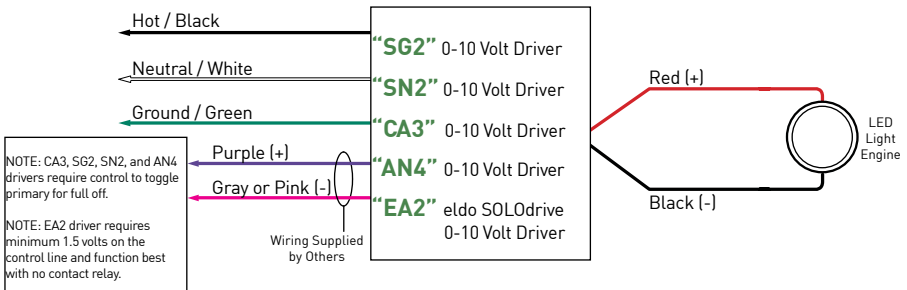 Hot / Black
Neutral / White
Ground / Green
Purple (+)
Gray or Pink (-)
NOTE: CA3, SG2, SN2, and AN4
drivers require control to toggle
primary for full off.
NOTE: EA2 driver requires
minimum 1.5 volts on the
control line and function best
with no contact relay.
Wiring Supplied
by Others
“SG2” 0-10 Volt Driver
“SN2” 0-10 Volt Driver
“CA3” 0-10 Volt Driver
“AN4” 0-10 Volt Driver
“EA2” eldo SOLOdrive
0-10 Volt Driver
Red (+)
Black (-)
LED
Light
Engine